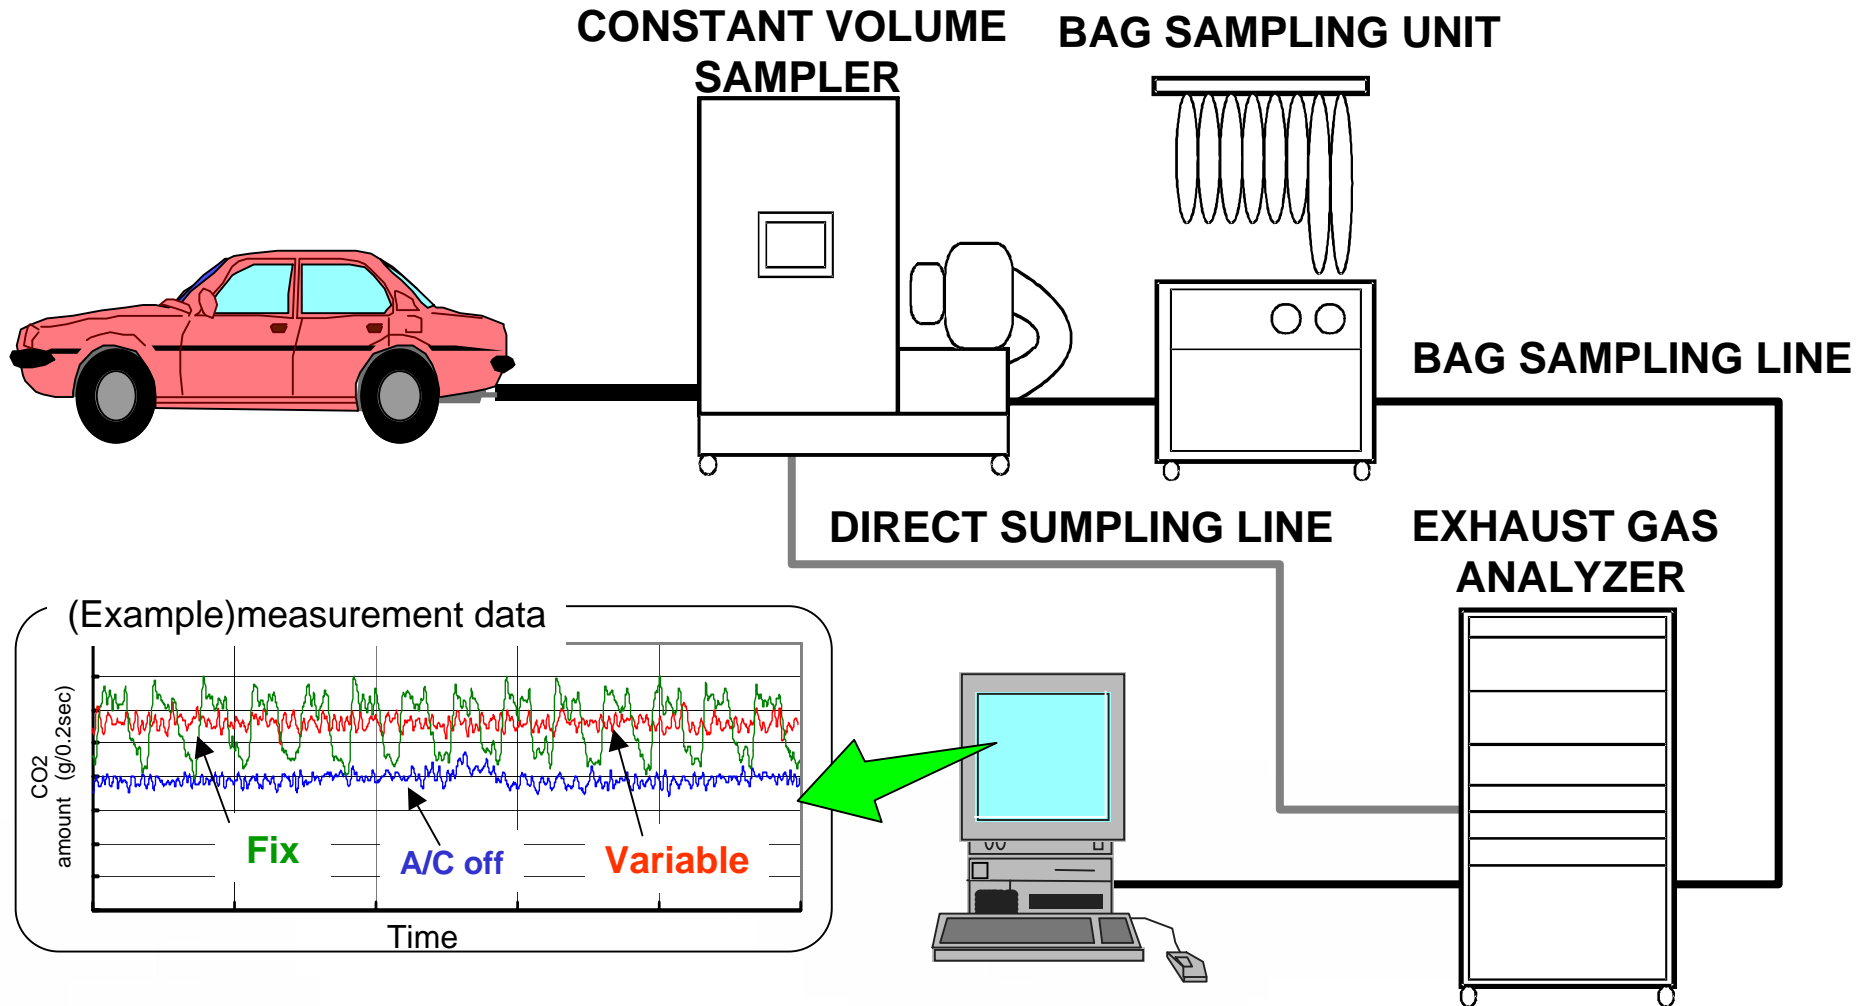 CONSTANT VOLUME
SAMPLER
BAG SAMPLING UNIT
BAG SAMPLING LINE
DIRECT SUMPLING LINE
EXHAUST GAS
ANALYZER
(Example)measurement data
CO2
amount (g/0.2sec)
Fix
A/C off
Variable
Time